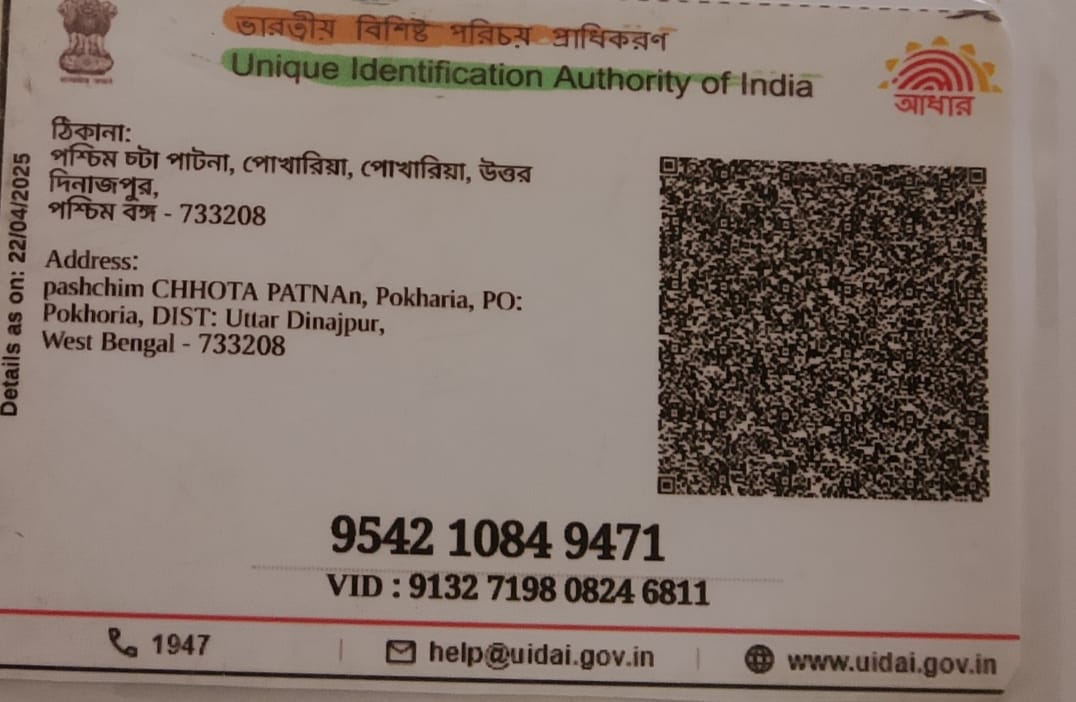 ভারতীয় বিশিষ্ট পরিচয় প্রাধিকরণ
Unique Identification Authority of India
আধার
ঠিকানা:
পশ্চিম চটা পাটনা, পোখারিয়া, পোখারিয়া, উত্তর
দিনাজপুর,
পশ্চিম বঙ্গ - 733208
Address:
pashchim CHHOTA PATNAn, Pokharia, PO:
Pokhoria, DIST: Uttar Dinajpur,
West Bengal - 733208
Details as on: 22/04/2025
9542 1084 9471
VID : 9132 7198 0824 6811
1947 | help@uidai.gov.in | www.uidai.gov.in